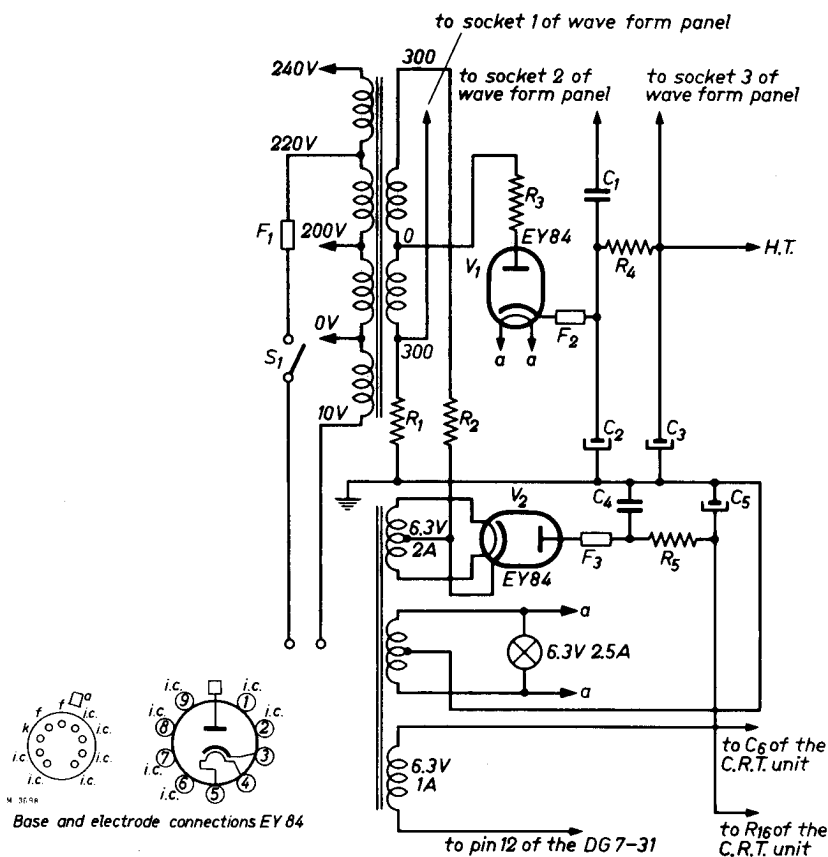 to socket 1 of wave form panel
240V
300
to socket 2 of
wave form panel
to socket 3 of
wave form panel
220V
F1
200V
0
R3
EY84
V1
C1
R4
H.T.
F2
a
a
0V
S1
300
10V
R1
R2
C2
C3
V2
C4
C5
6.3V
2A
EY84
F3
R5
a
6.3V 2.5A
a
6.3V
1A
to C6 of the
C.R.T. unit
to R16 of the
C.R.T. unit
to pin 12 of the DG 7-31
a
f
f
i.c.
k
i.c.
i.c.
i.c.
i.c.
i.c.
i.c.
9
1
i.c.
i.c.
8
2
i.c.
i.c.
7
3
i.c.
6
5
4
i.c.
Base and electrode connections EY 84